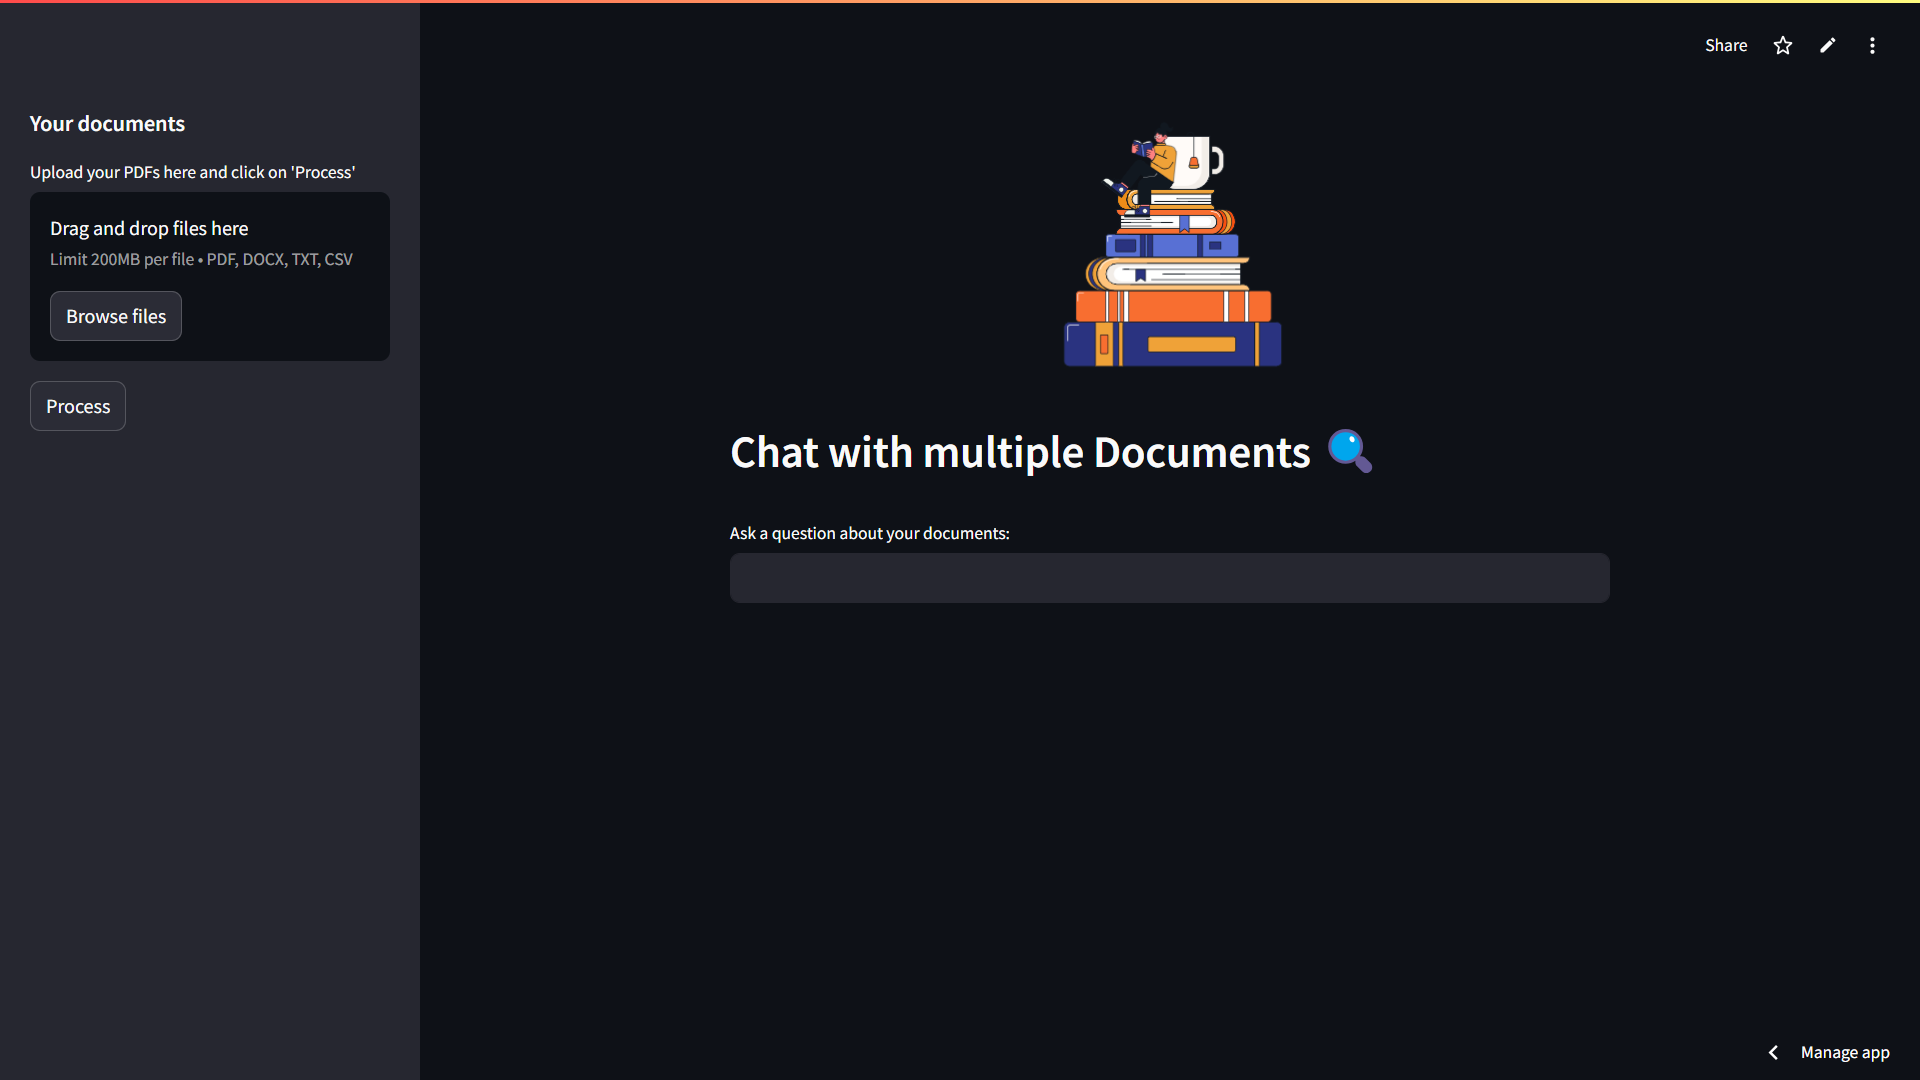 Share
Your documents
Upload your PDFs here and click on 'Process'
Drag and drop files here
Limit 200MB per file • PDF, DOCX, TXT, CSV
Browse files
Process
Chat with multiple Documents
Ask a question about your documents:
Manage app